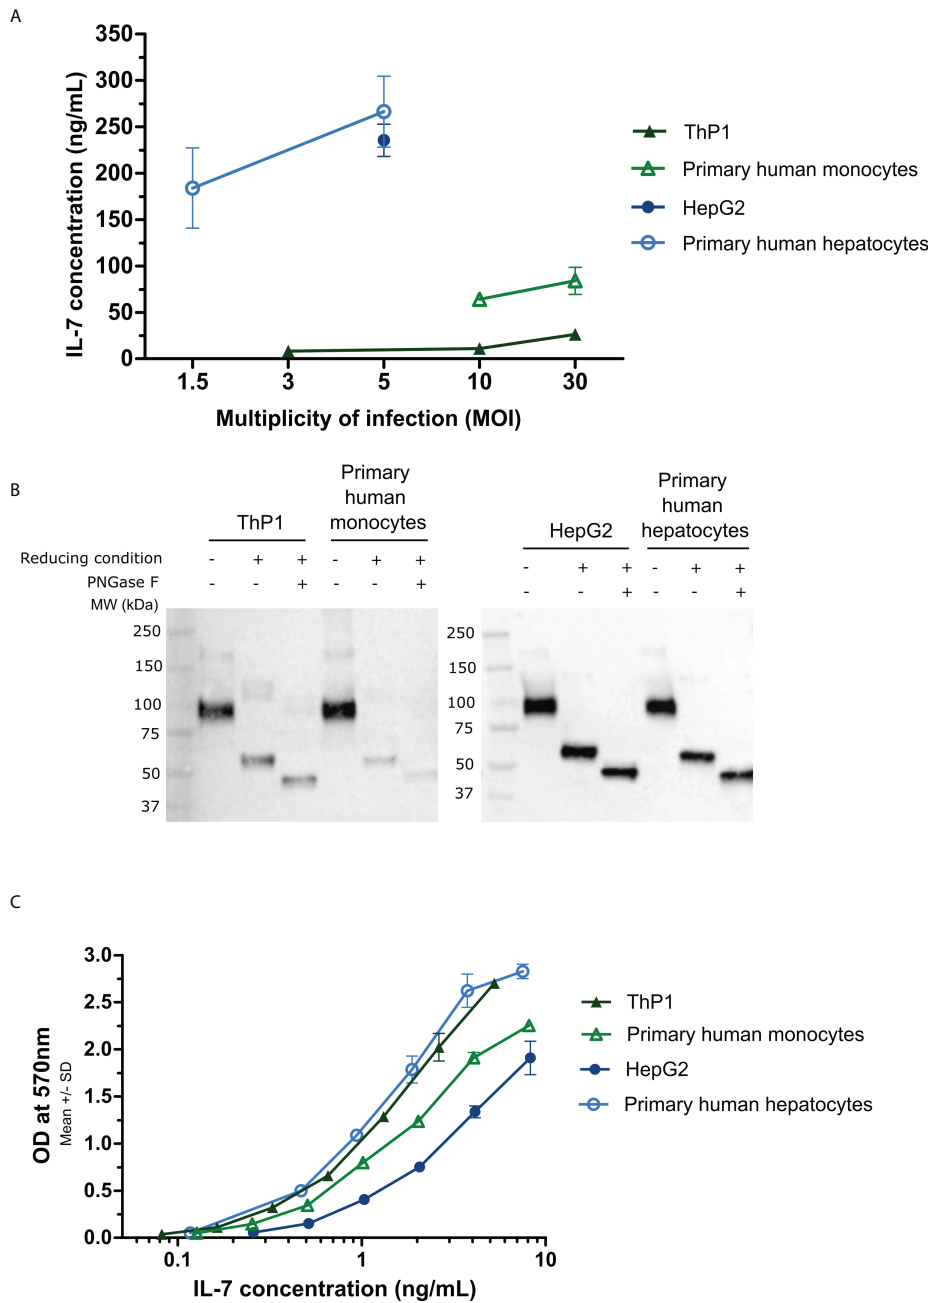 A
350
300
250
200
150
100
50
0
IL-7 concentration (ng/mL)
1.5 3 5 10 30
Multiplicity of infection (MOI)
ThP1
Primary human monocytes
HepG2
Primary human hepatocytes
B
ThP1
Primary
human
monocytes
HepG2
Primary
human
hepatocytes
Reducing condition - + + - + + - + + - + +
PNGase F - - + - - + - - + - - +
MW (kDa)
250
150
100
75
50
37
250
150
100
75
50
37
C
3.0
2.5
2.0
1.5
1.0
0.5
0.0
OD at 570nm
Mean +/- SD
0.1 1 10
IL-7 concentration (ng/mL)
ThP1
Primary human monocytes
HepG2
Primary human hepatocytes